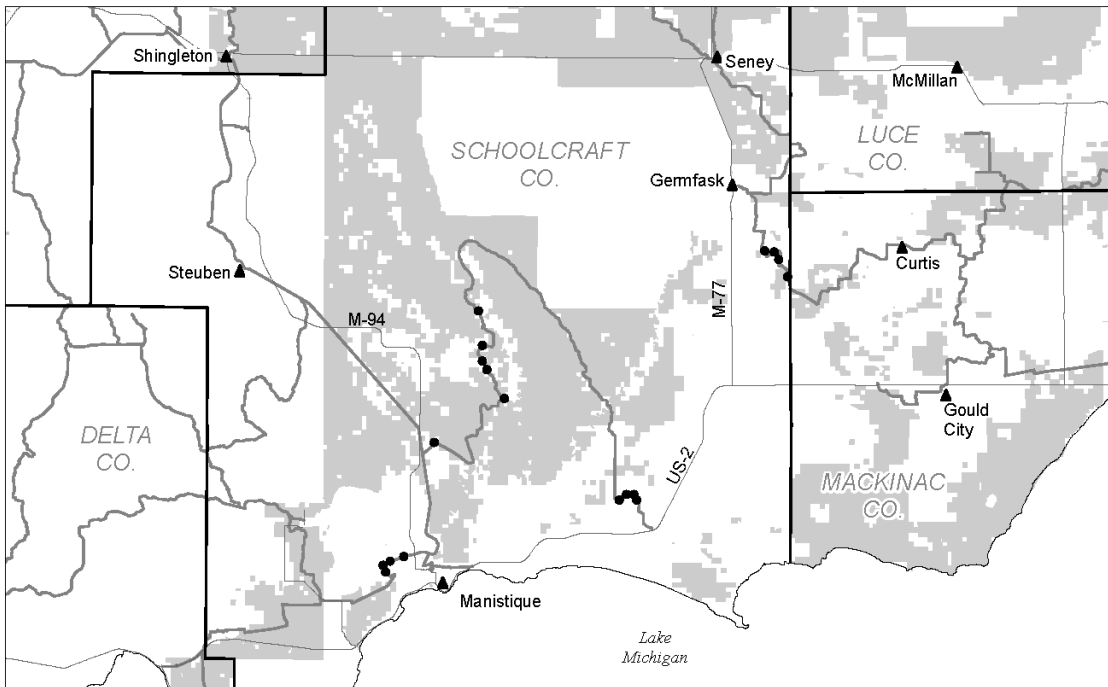 Shingleton
Seney
McMillan
SCHOOLCRAFT
CO.
LUCE
CO.
Germfask
Curtis
Steuben
M-94
M-77
Gould
City
DELTA
CO.
US-2
MACKINAC
CO.
Manistique
Lake
Michigan